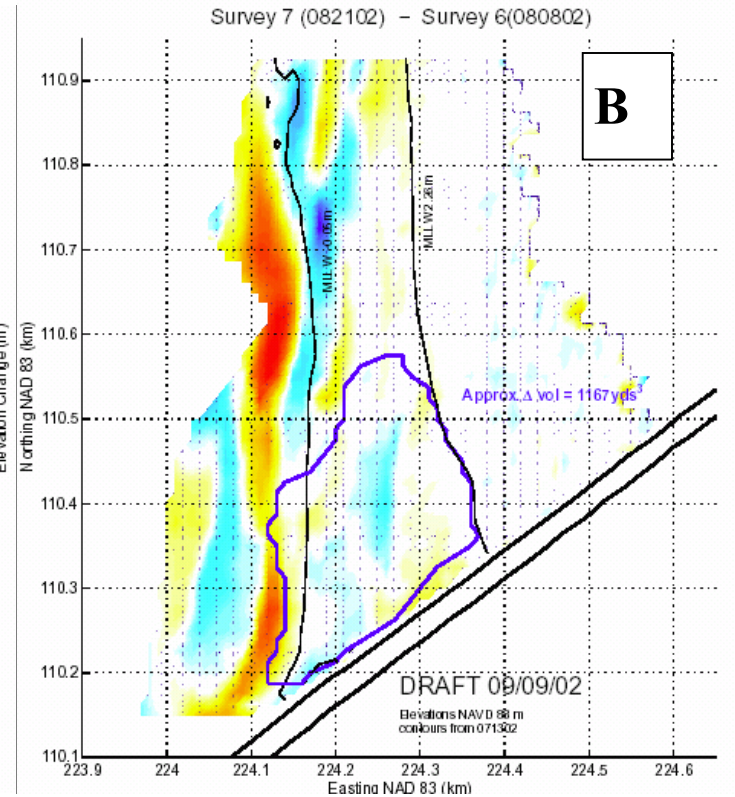 Survey 7 (082102) – Survey 6(080802)
B
110.9
110.8
110.7
110.6
110.5
110.4
110.3
110.2
110.1
Northing NAD 83 (km)
MLLW -0.05 m
MLLW 2.26 m
Approx. Δ vol = 1167yds³
DRAFT 09/09/02
Elevations NAVD 88 m
contours from 071302
223.9 224 224.1 224.2 224.3 224.4 224.5 224.6
Easting NAD 83 (km)